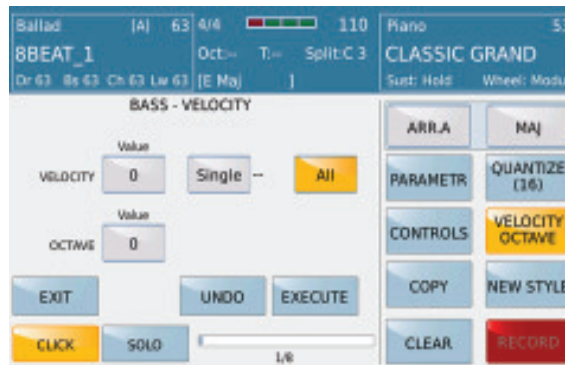 Ballad [A] 63 4/4 110 Piano
8BEAT_1 Oct:-- T:-- Split:C 3 CLASSIC GRAND
Dr 63 Bs 63 Ch 63 Lw 63 [E Maj ] Sust: Hold Wheel: Modu
BASS - VELOCITY
ARR.A MAJ
Value
VELOCITY 0 Single -- All
PARAMETR QUANTIZE
(16)
Value
OCTAVE 0
CONTROLS VELOCITY
OCTAVE
EXIT UNDO EXECUTE
COPY NEW STYLE
CLICK SOLO
1/8
CLEAR RECORD